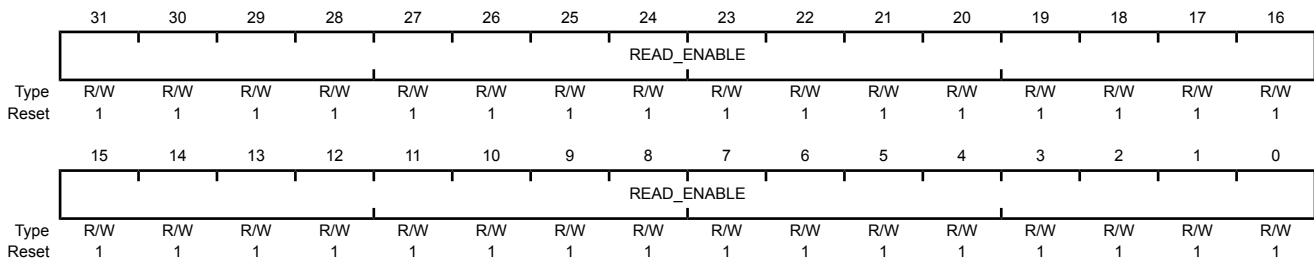 31 30 29 28 27 26 25 24 23 22 21 20 19 18 17 16
READ_ENABLE
Type R/W R/W R/W R/W R/W R/W R/W R/W R/W R/W R/W R/W R/W R/W R/W R/W
Reset 1 1 1 1 1 1 1 1 1 1 1 1 1 1 1 1
15 14 13 12 11 10 9 8 7 6 5 4 3 2 1 0
READ_ENABLE
Type R/W R/W R/W R/W R/W R/W R/W R/W R/W R/W R/W R/W R/W R/W R/W R/W
Reset 1 1 1 1 1 1 1 1 1 1 1 1 1 1 1 1